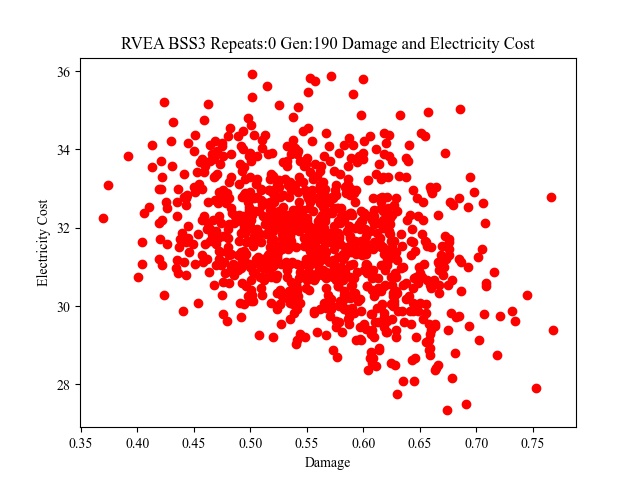 RVEA BSS3 Repeats:0 Gen:190 Damage and Electricity Cost
36
34
32
30
28
Electricity Cost
0.35 0.40 0.45 0.50 0.55 0.60 0.65 0.70 0.75
Damage